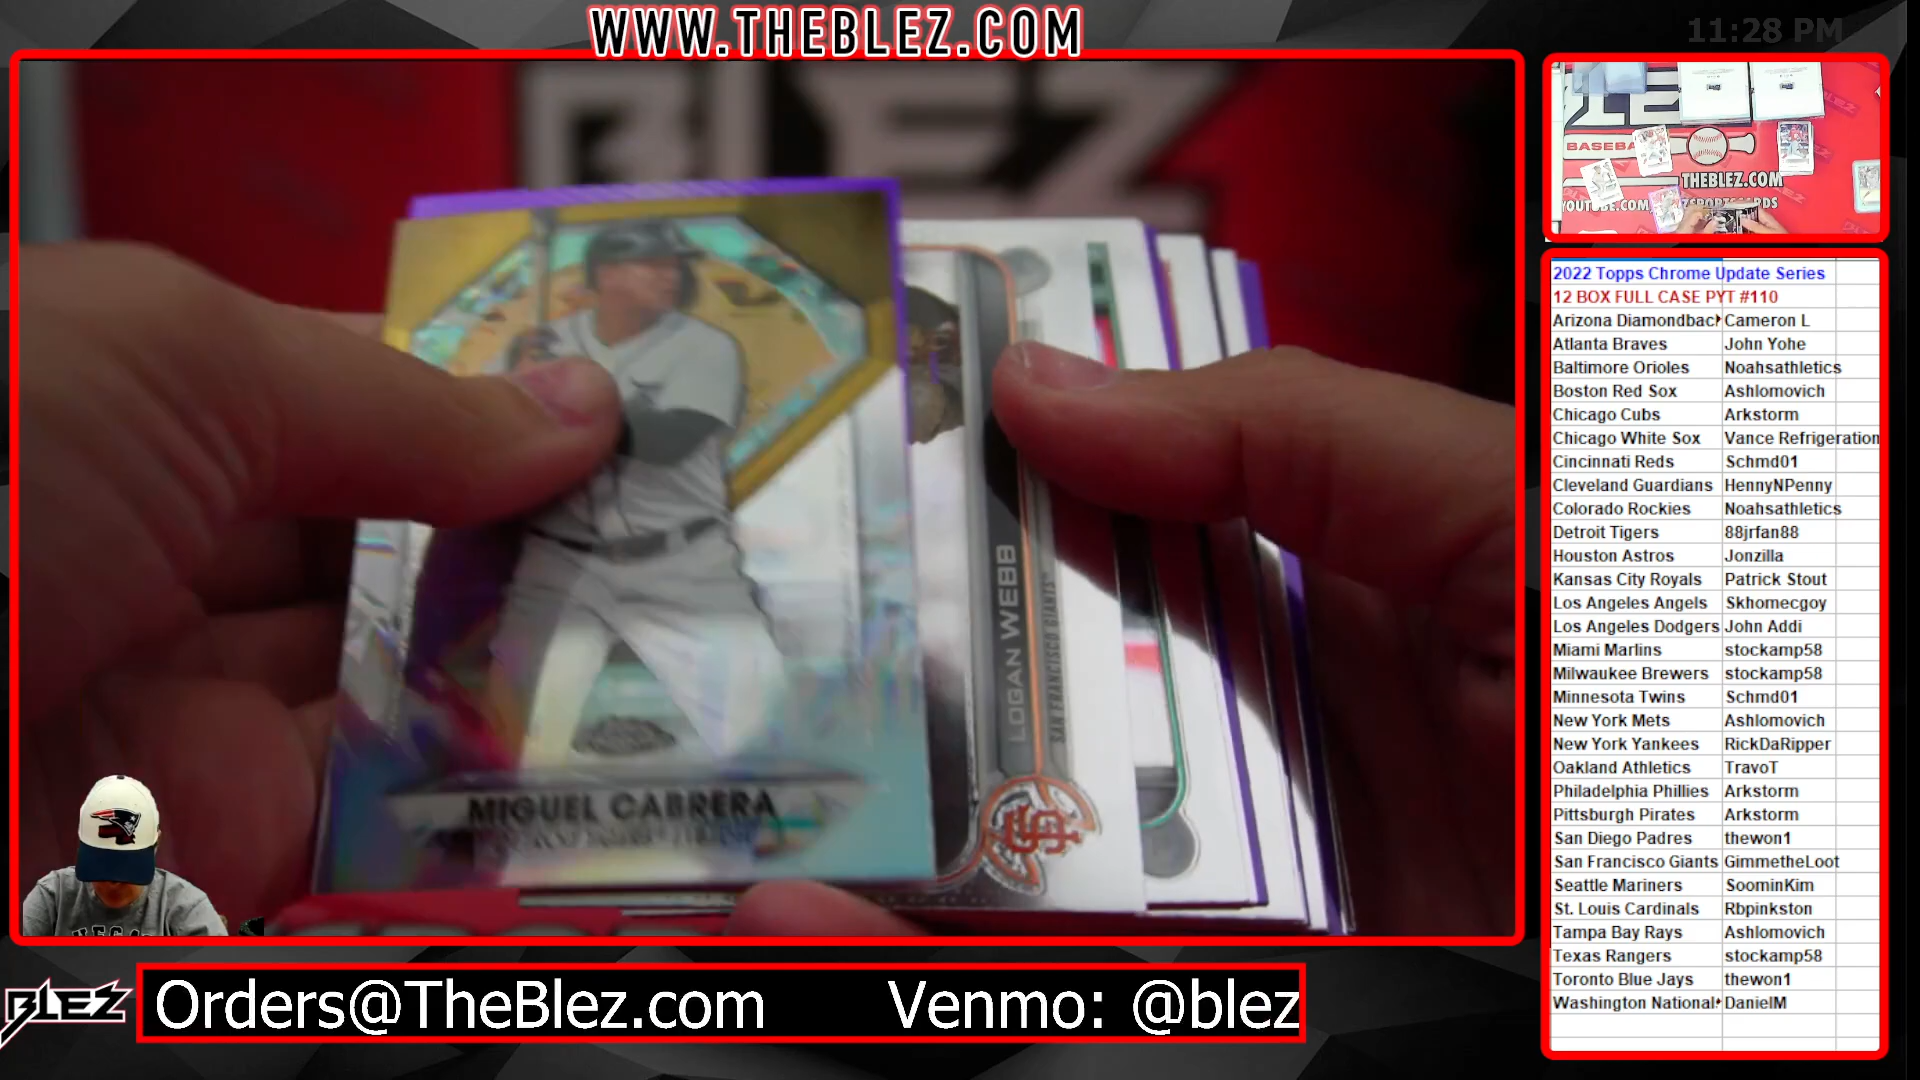 WWW.THEBLEZ.COM
11:28 PM
BLEZ
BASEBA
THEBLEZ.COM
MIGUEL CABRERA
LOGAN WEBB
SAN FRANCISCO GIANTS
SF
2022 Topps Chrome Update Series
12 BOX FULL CASE PYT #110
Arizona Diamondbac Cameron L
Atlanta Braves John Yohe
Baltimore Orioles Noahsathletics
Boston Red Sox Ashlomovich
Chicago Cubs Arkstorm
Chicago White Sox Vance Refrigeration
Cincinnati Reds Schmd01
Cleveland Guardians HennyNPenny
Colorado Rockies Noahsathletics
Detroit Tigers 88jrfan88
Houston Astros Jonzilla
Kansas City Royals Patrick Stout
Los Angeles Angels Skhomecgoy
Los Angeles Dodgers John Addi
Miami Marlins stockamp58
Milwaukee Brewers stockamp58
Minnesota Twins Schmd01
New York Mets Ashlomovich
New York Yankees RickDaRipper
Oakland Athletics TravoT
Philadelphia Phillies Arkstorm
Pittsburgh Pirates Arkstorm
San Diego Padres thewon1
San Francisco Giants GimmetheLoot
Seattle Mariners SoominKim
St. Louis Cardinals Rbpinkston
Tampa Bay Rays Ashlomovich
Texas Rangers stockamp58
Toronto Blue Jays thewon1
Washington National DanielM
BLEZ
Orders@TheBlez.com Venmo: @blez